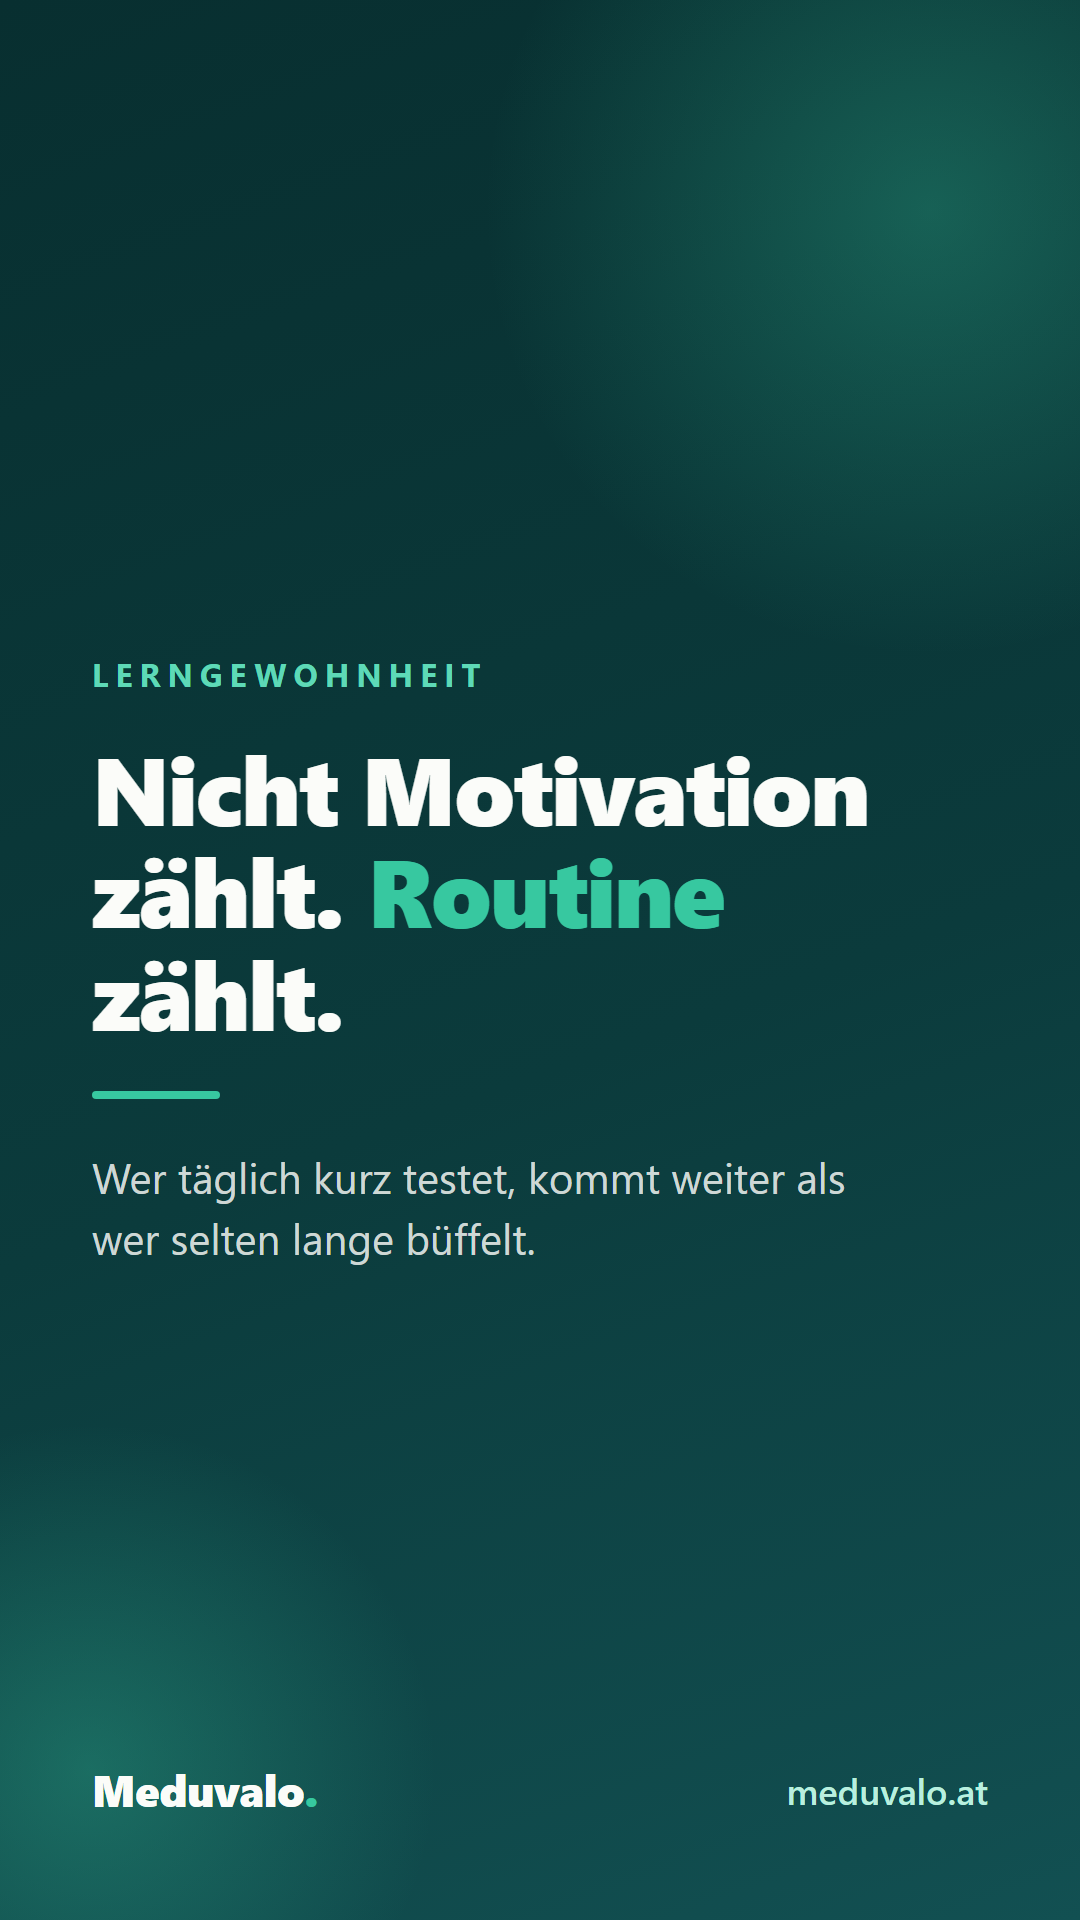 LERNGEWOHNHEIT
Nicht Motivation
zählt. Routine
zählt.
Wer täglich kurz testet, kommt weiter als
wer selten lange büffelt.
Meduvalo.
meduvalo.at